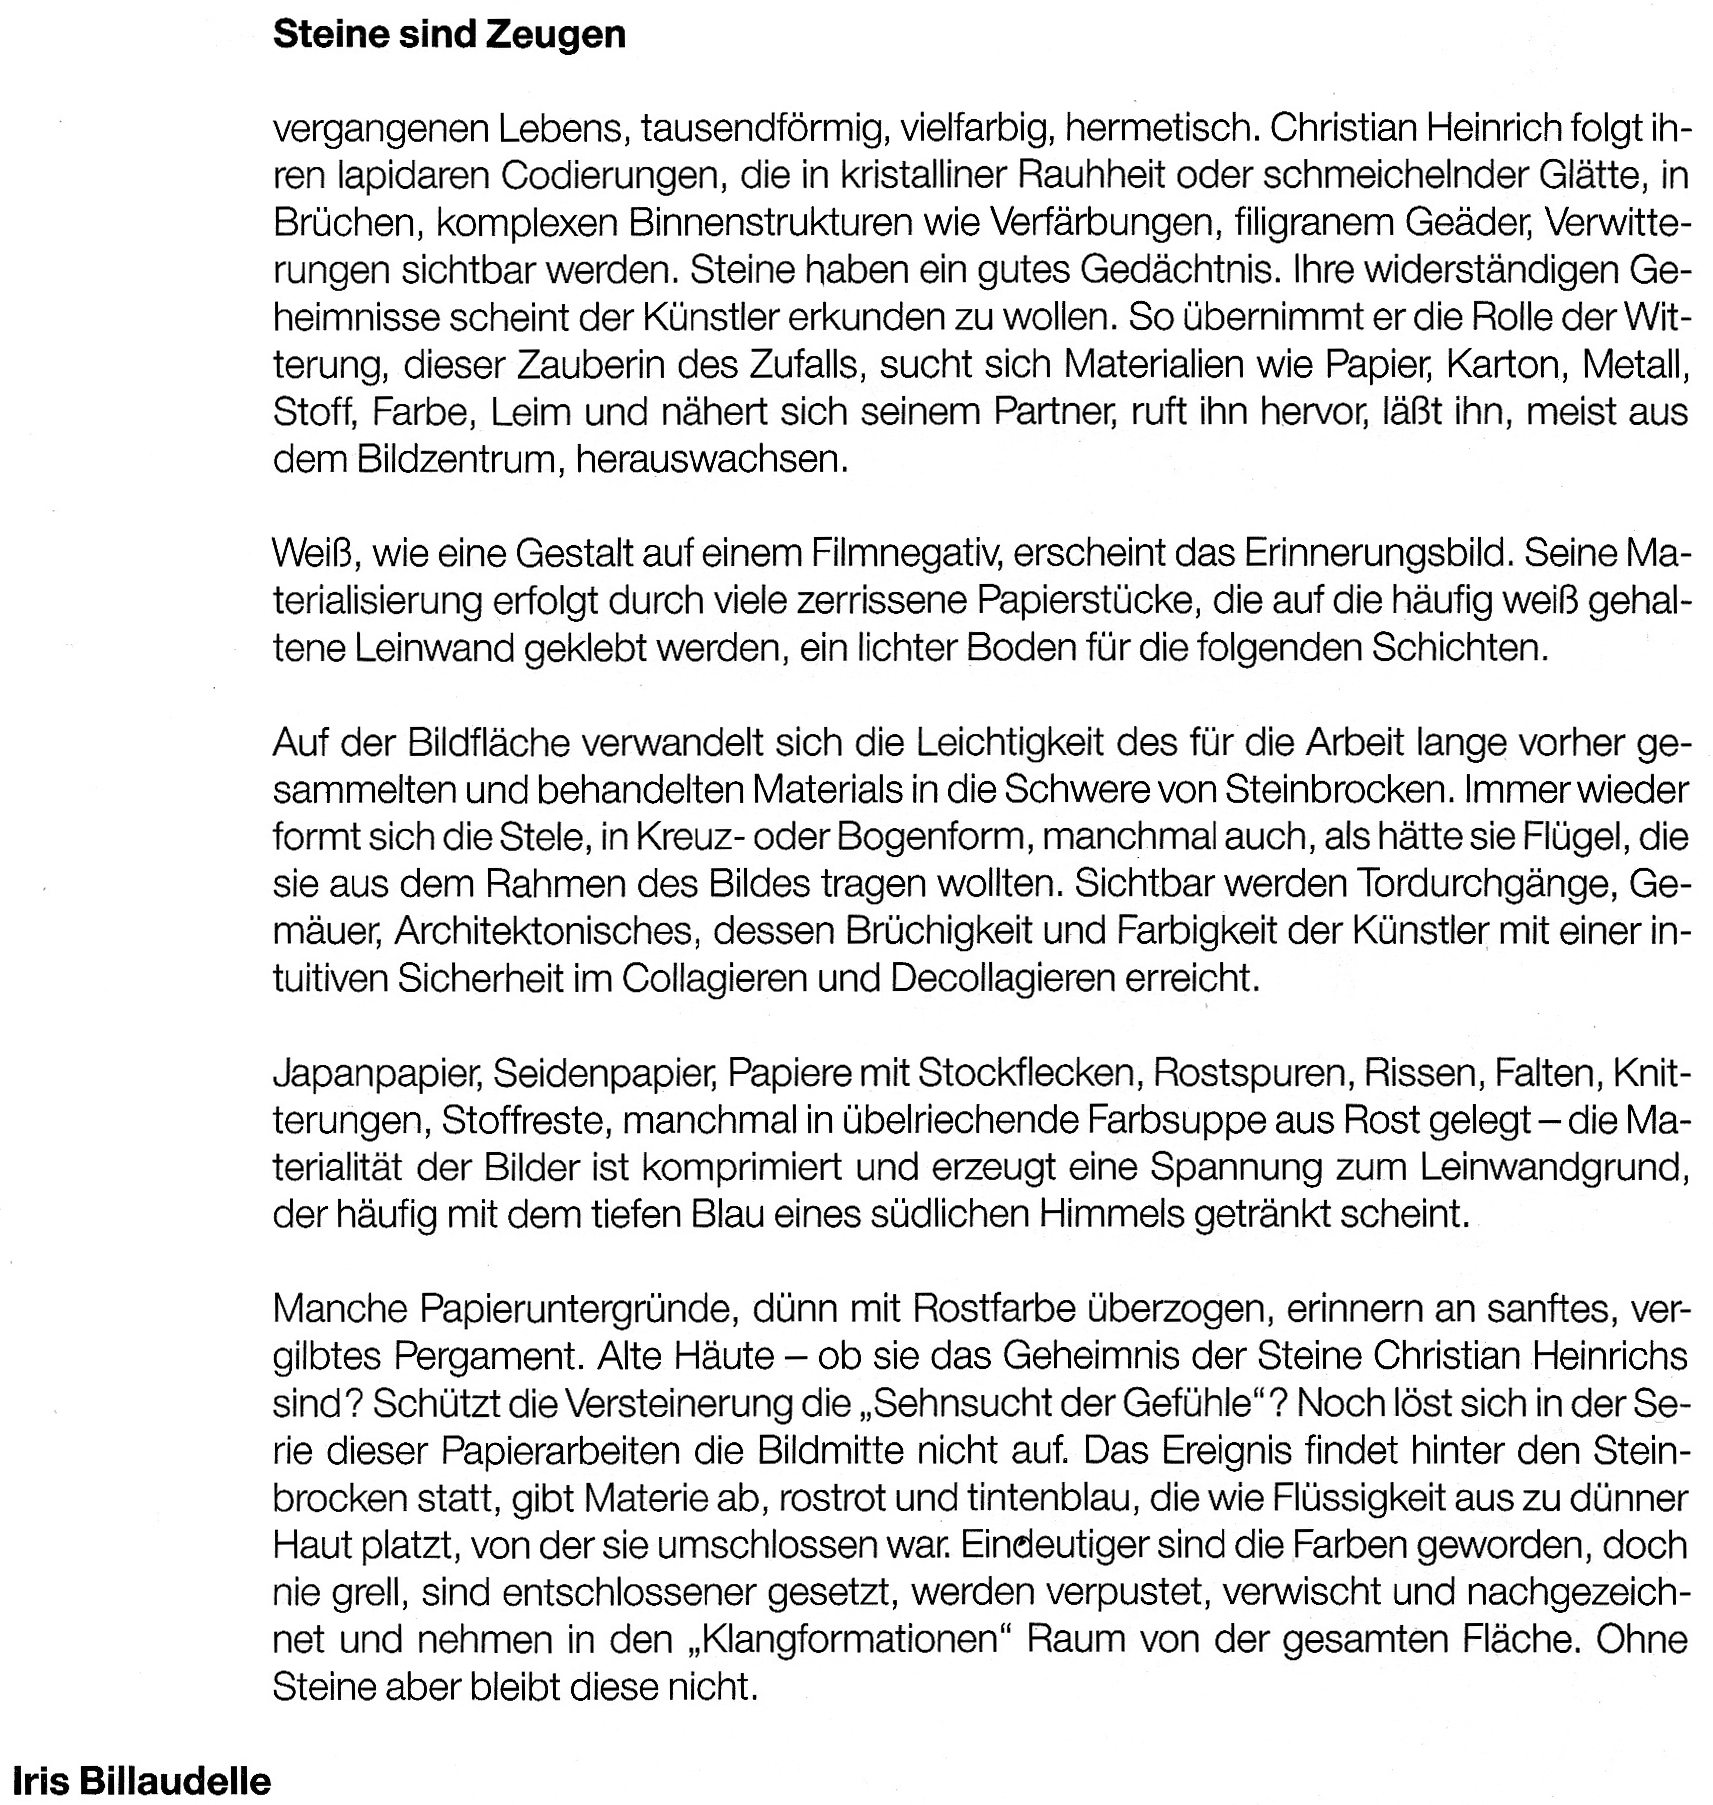 Steine sind Zeugen
vergangenen Lebens, tausendförmig, vielfarbig, hermetisch. Christian Heinrich folgt ih-
ren lapidaren Codierungen, die in kristalliner Rauhheit oder schmeichelnder Glätte, in
Brüchen, komplexen Binnenstrukturen wie Verfärbungen, filigranem Geäder, Verwitte-
rungen sichtbar werden. Steine haben ein gutes Gedächtnis. Ihre widerständigen Ge-
heimnisse scheint der Künstler erkunden zu wollen. So übernimmt er die Rolle der Wit-
terung, dieser Zauberin des Zufalls, sucht sich Materialien wie Papier, Karton, Metall,
Stoff, Farbe, Leim und nähert sich seinem Partner, ruft ihn hervor, läßt ihn, meist aus
dem Bildzentrum, herauswachsen.
Weiß, wie eine Gestalt auf einem Filmnegativ, erscheint das Erinnerungsbild. Seine Ma-
terialisierung erfolgt durch viele zerrissene Papierstücke, die auf die häufig weiß gehal-
tene Leinwand geklebt werden, ein lichter Boden für die folgenden Schichten.
Auf der Bildfläche verwandelt sich die Leichtigkeit des für die Arbeit lange vorher ge-
sammelten und behandelten Materials in die Schwere von Steinbrocken. Immer wieder
formt sich die Stele, in Kreuz- oder Bogenform, manchmal auch, als hätte sie Flügel, die
sie aus dem Rahmen des Bildes tragen wollten. Sichtbar werden Tordurchgänge, Ge-
mäuer, Architektonisches, dessen Brüchigkeit und Farbigkeit der Künstler mit einer in-
tuitiven Sicherheit im Collagieren und Decollagieren erreicht.
Japanpapier, Seidenpapier, Papiere mit Stockflecken, Rostspuren, Rissen, Falten, Knit-
terungen, Stoffreste, manchmal in übelriechende Farbsuppe aus Rost gelegt – die Ma-
terialität der Bilder ist komprimiert und erzeugt eine Spannung zum Leinwandgrund,
der häufig mit dem tiefen Blau eines südlichen Himmels getränkt scheint.
Manche Papieruntergründe, dünn mit Rostfarbe überzogen, erinnern an sanftes, ver-
gilbtes Pergament. Alte Häute – ob sie das Geheimnis der Steine Christian Heinrichs
sind? Schützt die Versteinerung die „Sehnsucht der Gefühle“? Noch löst sich in der Se-
rie dieser Papierarbeiten die Bildmitte nicht auf. Das Ereignis findet hinter den Stein-
brocken statt, gibt Materie ab, rostrot und tintenblau, die wie Flüssigkeit aus zu dünner
Haut platzt, von der sie umschlossen war. Eindeutiger sind die Farben geworden, doch
nie grell, sind entschlossener gesetzt, werden verpustet, verwischt und nachgezeich-
net und nehmen in den „Klangformationen“ Raum von der gesamten Fläche. Ohne
Steine aber bleibt diese nicht.
Iris Billaudelle